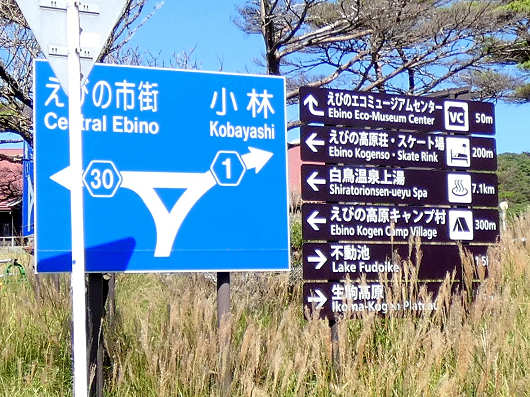 えびの市街
Central Ebino
小林
Kobayashi
30
1
えびのエコミュージアムセンター
Ebino Eco-Museum Center
VC
50m
えびの高原荘・スケート場
Ebino Kogenso・Skate Rink
200m
白鳥温泉上湯
Shiratorionsen-ueyu Spa
7.1km
えびの高原キャンプ村
Ebino Kogen Camp Village
300m
不動池
Lake Fudoike
生駒高原
Ikoma-Kogen Plateau